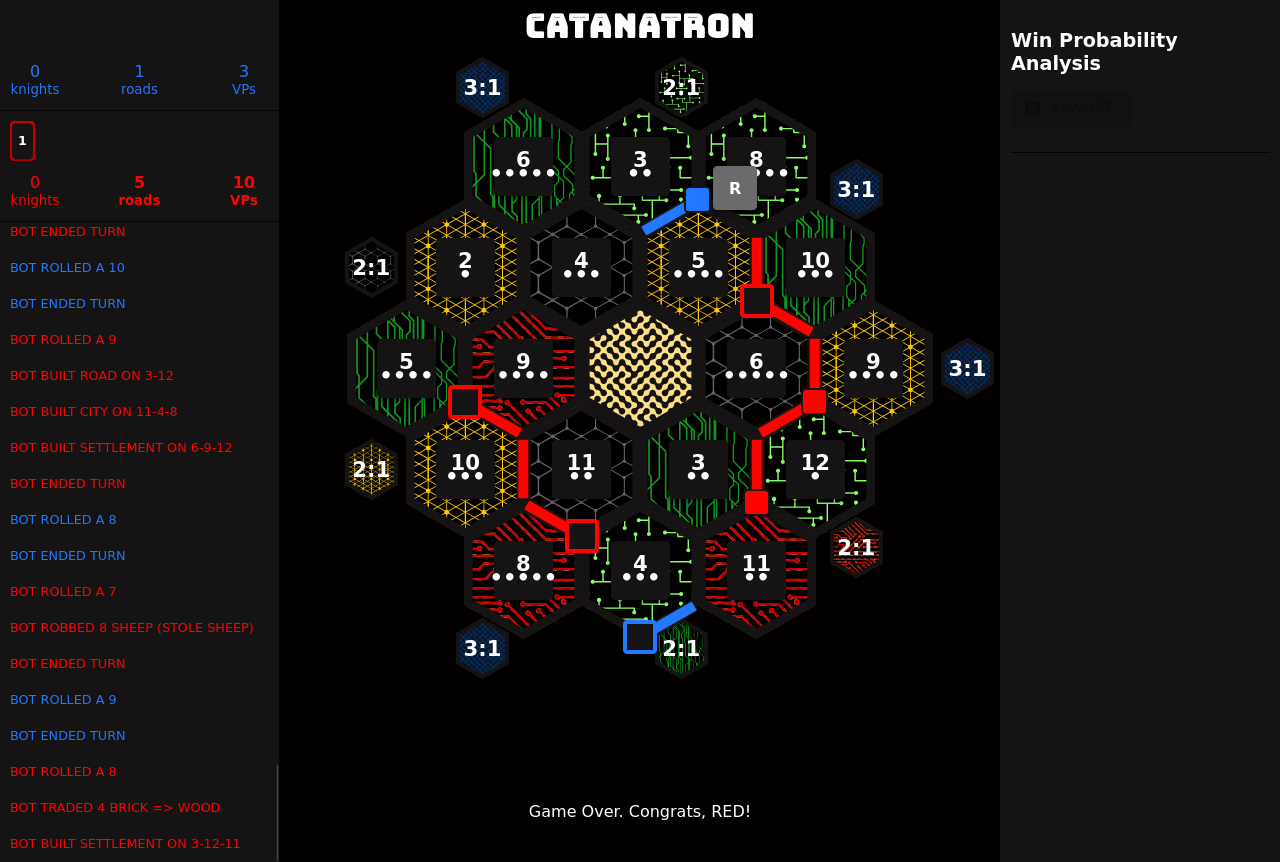 CATANATRON
0 1 3
knights roads VPs
1
0 5 10
knights roads VPs
BOT ENDED TURN
BOT ROLLED A 10
BOT ENDED TURN
BOT ROLLED A 9
BOT BUILT ROAD ON 3-12
BOT BUILT CITY ON 11-4-8
BOT BUILT SETTLEMENT ON 6-9-12
BOT ENDED TURN
BOT ROLLED A 8
BOT ENDED TURN
BOT ROLLED A 7
BOT ROBBED 8 SHEEP (STOLE SHEEP)
BOT ENDED TURN
BOT ROLLED A 9
BOT ENDED TURN
BOT ROLLED A 8
BOT TRADED 4 BRICK => WOOD
BOT BUILT SETTLEMENT ON 3-12-11
3:1 2:1
6 3 8
R
3:1
2:1 2 4 5 10
5 9 6 9 3:1
2:1 10 11 3 12
2:1
8 4 11
3:1 2:1
Game Over. Congrats, RED!
Win Probability
Analysis
ANALYZE